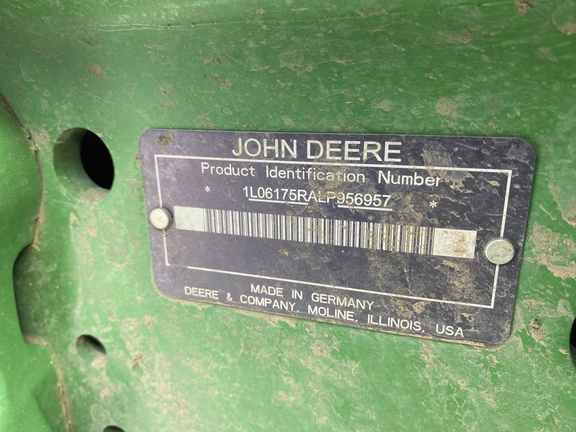 JOHN DEERE
Product Identification Number
* 1L06175RALP956957 *
MADE IN GERMANY
DEERE & COMPANY, MOLINE, ILLINOIS, USA